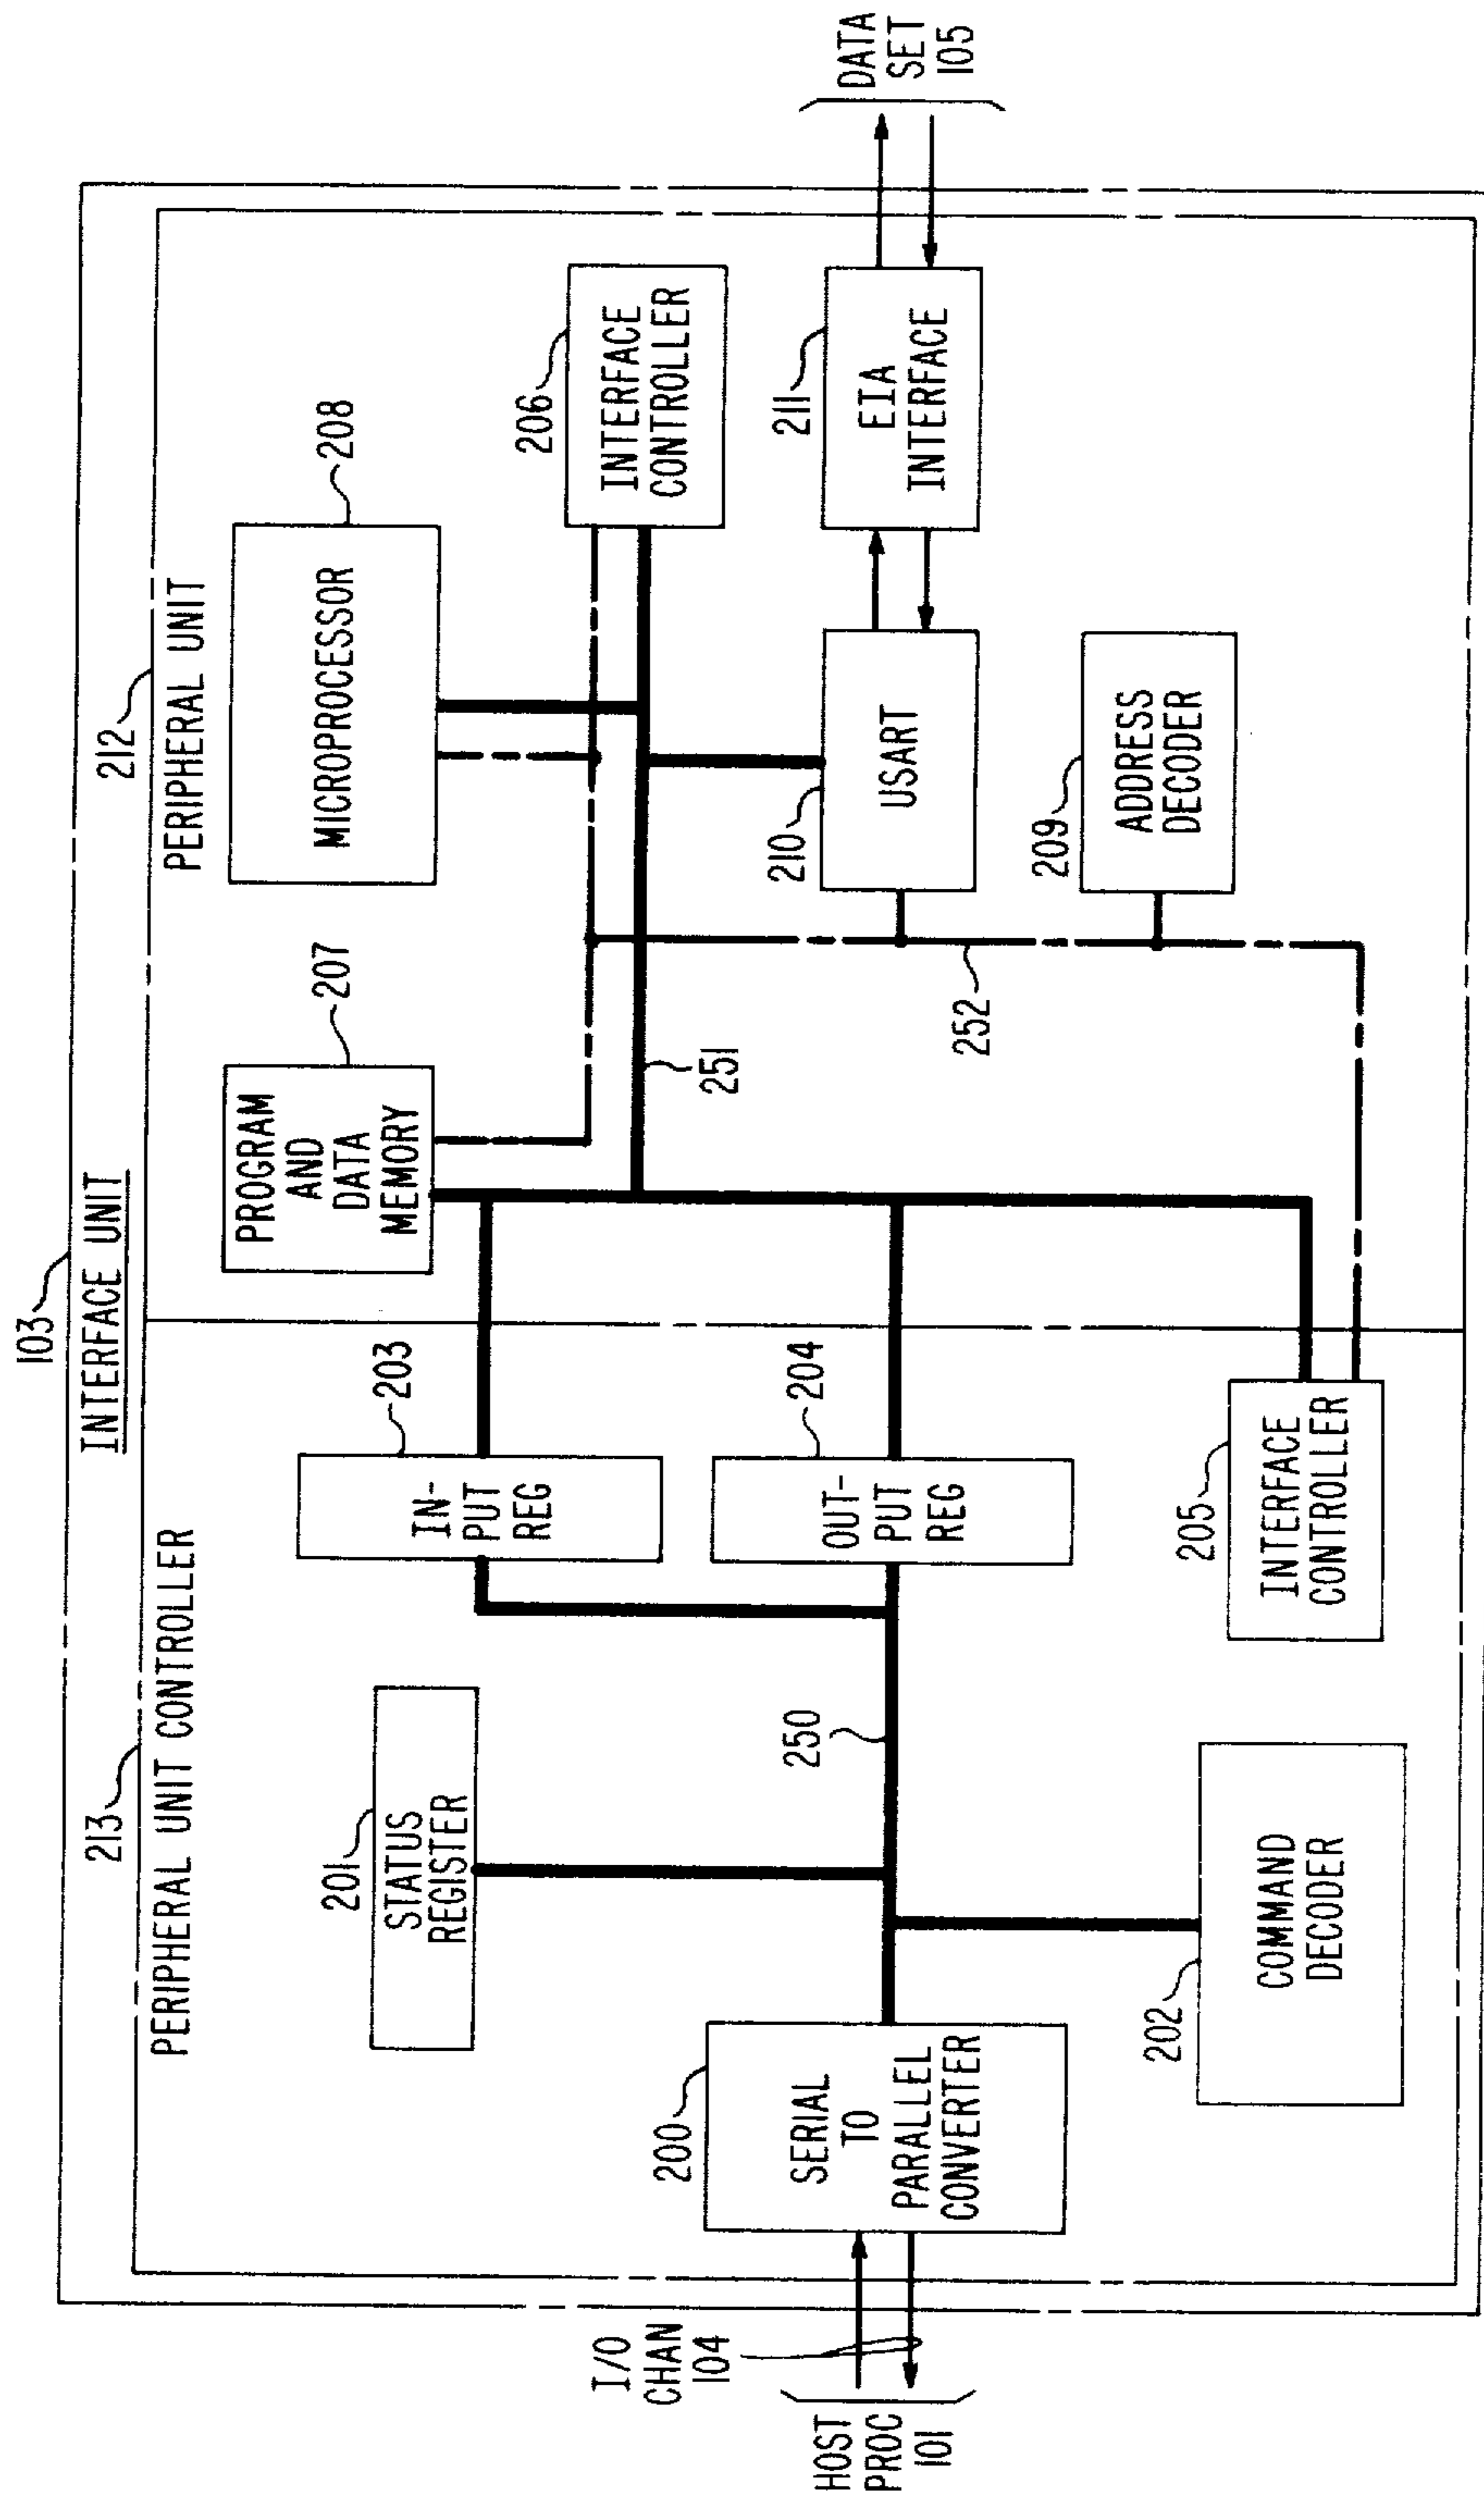 103
INTERFACE UNIT
213
PERIPHERAL UNIT CONTROLLER
212
PERIPHERAL UNIT
201
STATUS
REGISTER
203
IN-
PUT
REG
207
PROGRAM
AND
DATA
MEMORY
208
MICROPROCESSOR
206
INTERFACE
CONTROLLER
I/O
CHAN
104
HOST
PROC
101
200
SERIAL
TO
PARALLEL
CONVERTER
250
204
OUT-
PUT
REG
251
210
USART
211
EIA
INTERFACE
DATA
SET
105
202
COMMAND
DECODER
205
INTERFACE
CONTROLLER
252
209
ADDRESS
DECODER